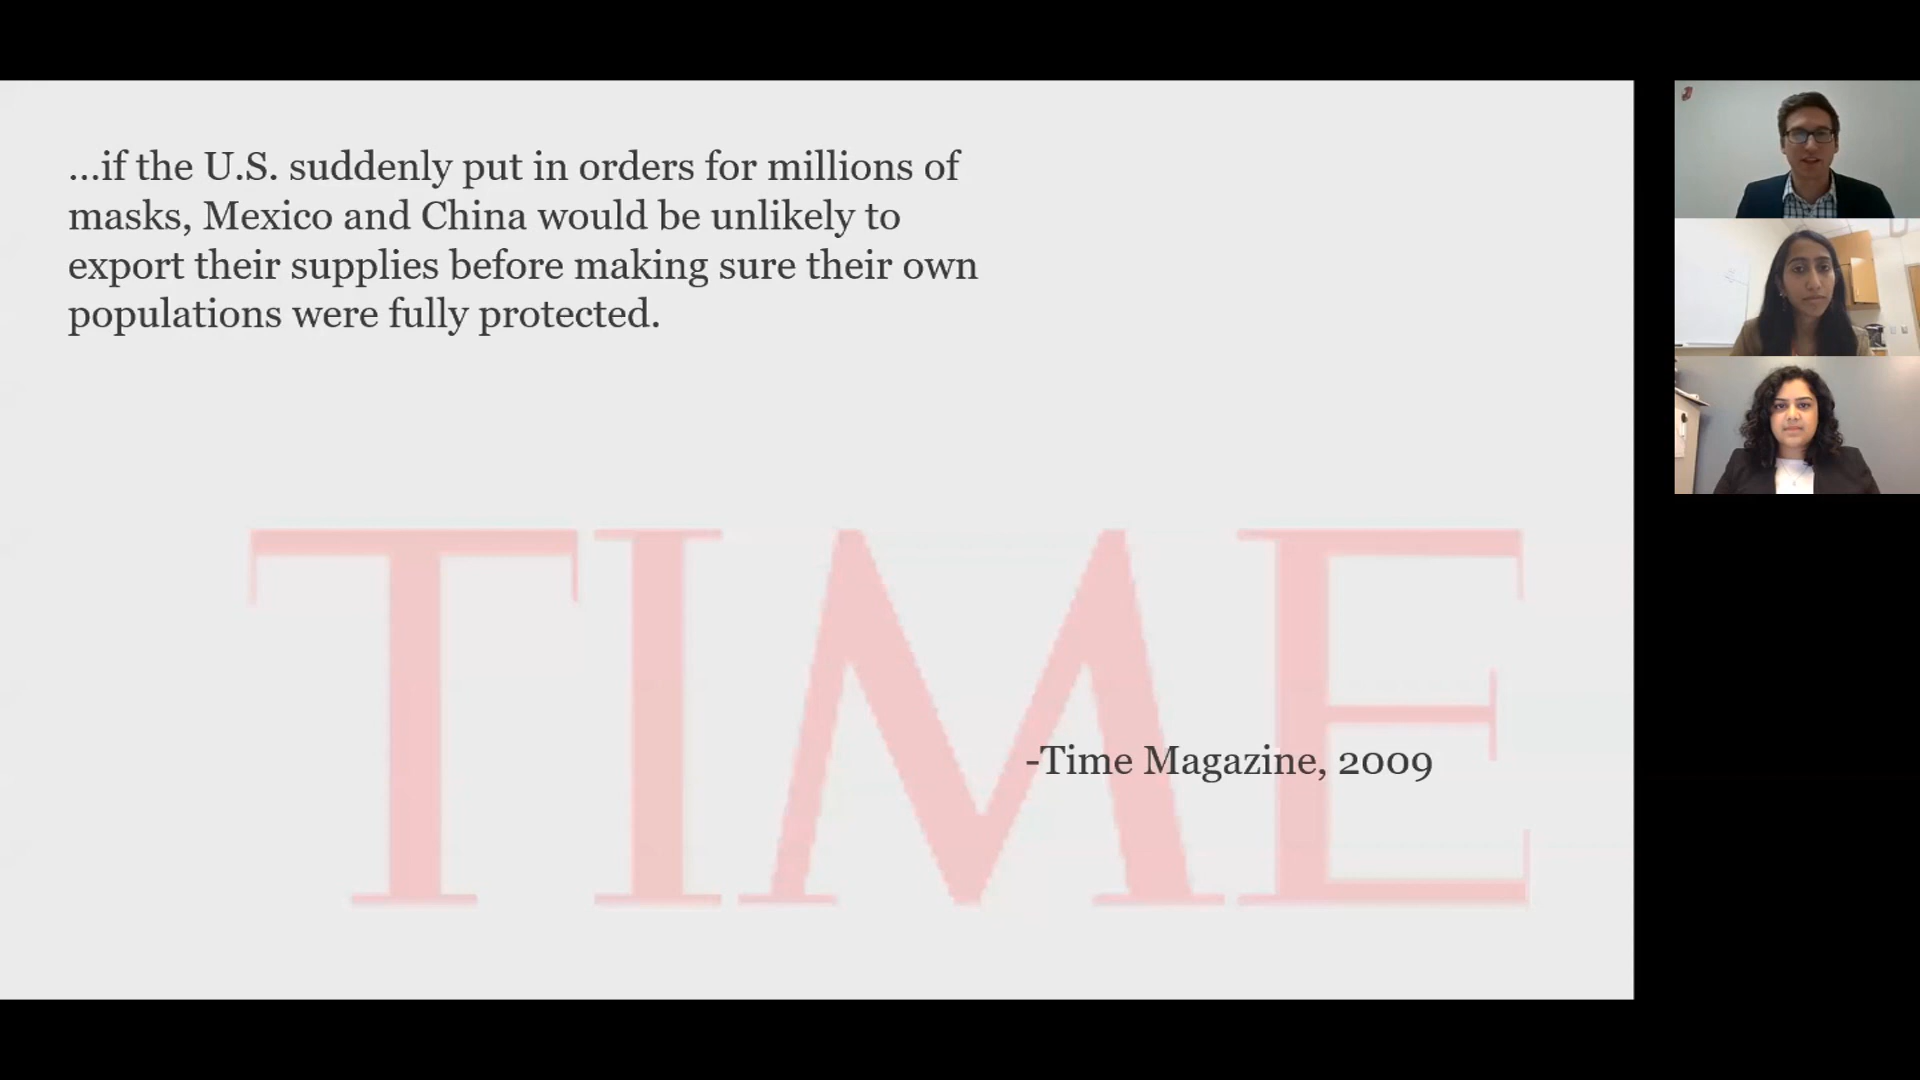 ...if the U.S. suddenly put in orders for millions of
masks, Mexico and China would be unlikely to
export their supplies before making sure their own
populations were fully protected.
TIME
-Time Magazine, 2009